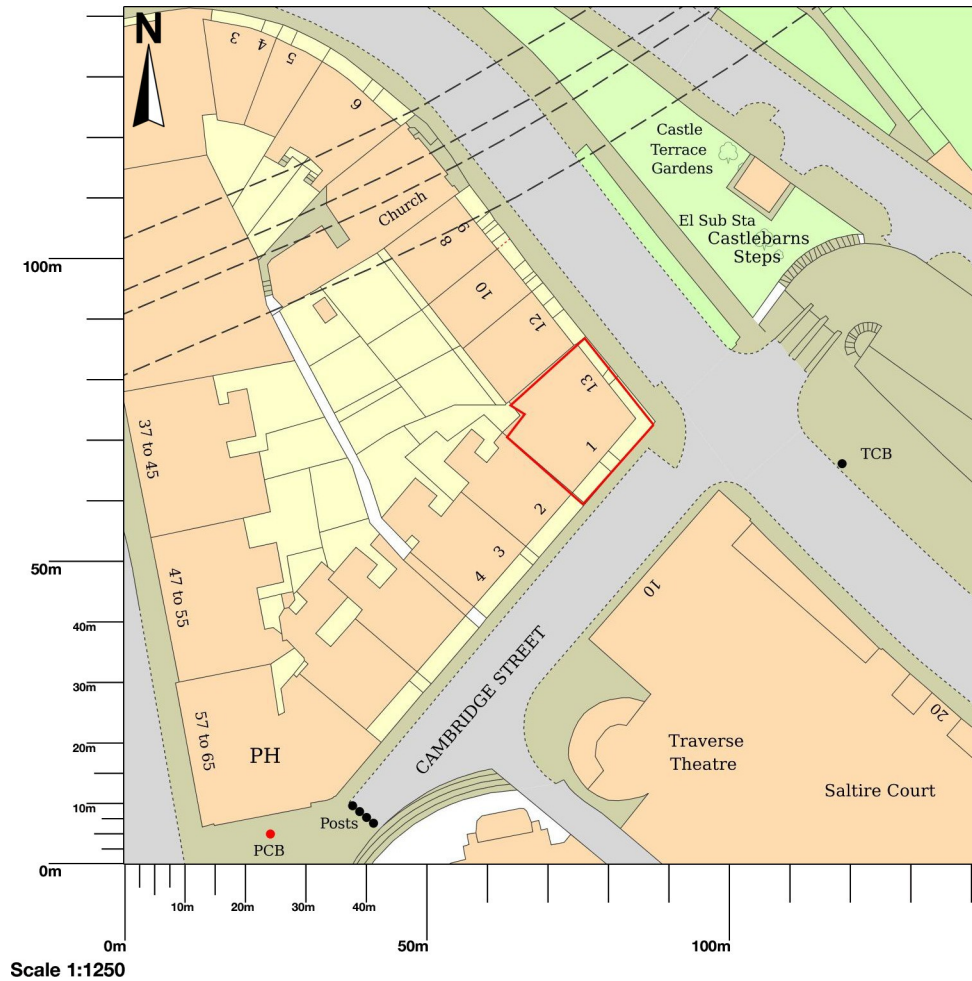 N
3
4
5
6
Castle
Terrace
Gardens
Church
El Sub Sta
Castlebarns
Steps
9
8
10
12
13
1
2
3
4
100m
37 to 45
TCB
50m
47 to 55
10
40m
30m
CAMBRIDGE STREET
57 to 65
PH
20
20m
Traverse
Theatre
Saltire Court
10m
Posts
PCB
0m
10m
20m
30m
40m
0m
50m
100m
Scale 1:1250